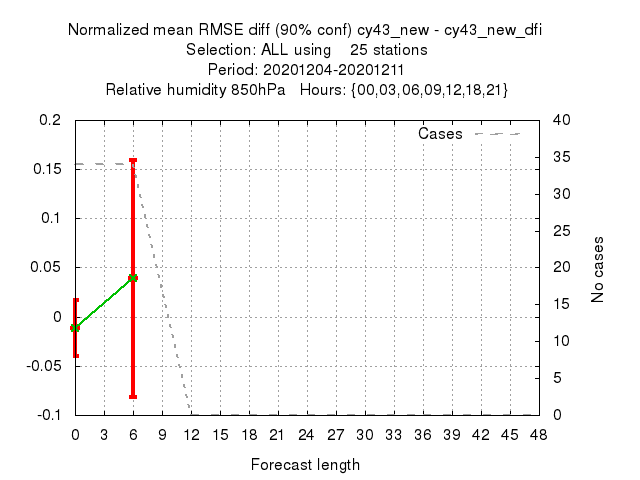 Normalized mean RMSE diff (90% conf) cy43_new - cy43_new_dfi
Selection: ALL using 25 stations
Period: 20201204-20201211
Relative humidity 850hPa Hours: {00,03,06,09,12,18,21}
Cases
0.2
0.15
0.1
0.05
0
-0.05
-0.1
40
35
30
25
20
15
10
5
0
No cases
0 3 6 9 12 15 18 21 24 27 30 33 36 39 42 45 48
Forecast length